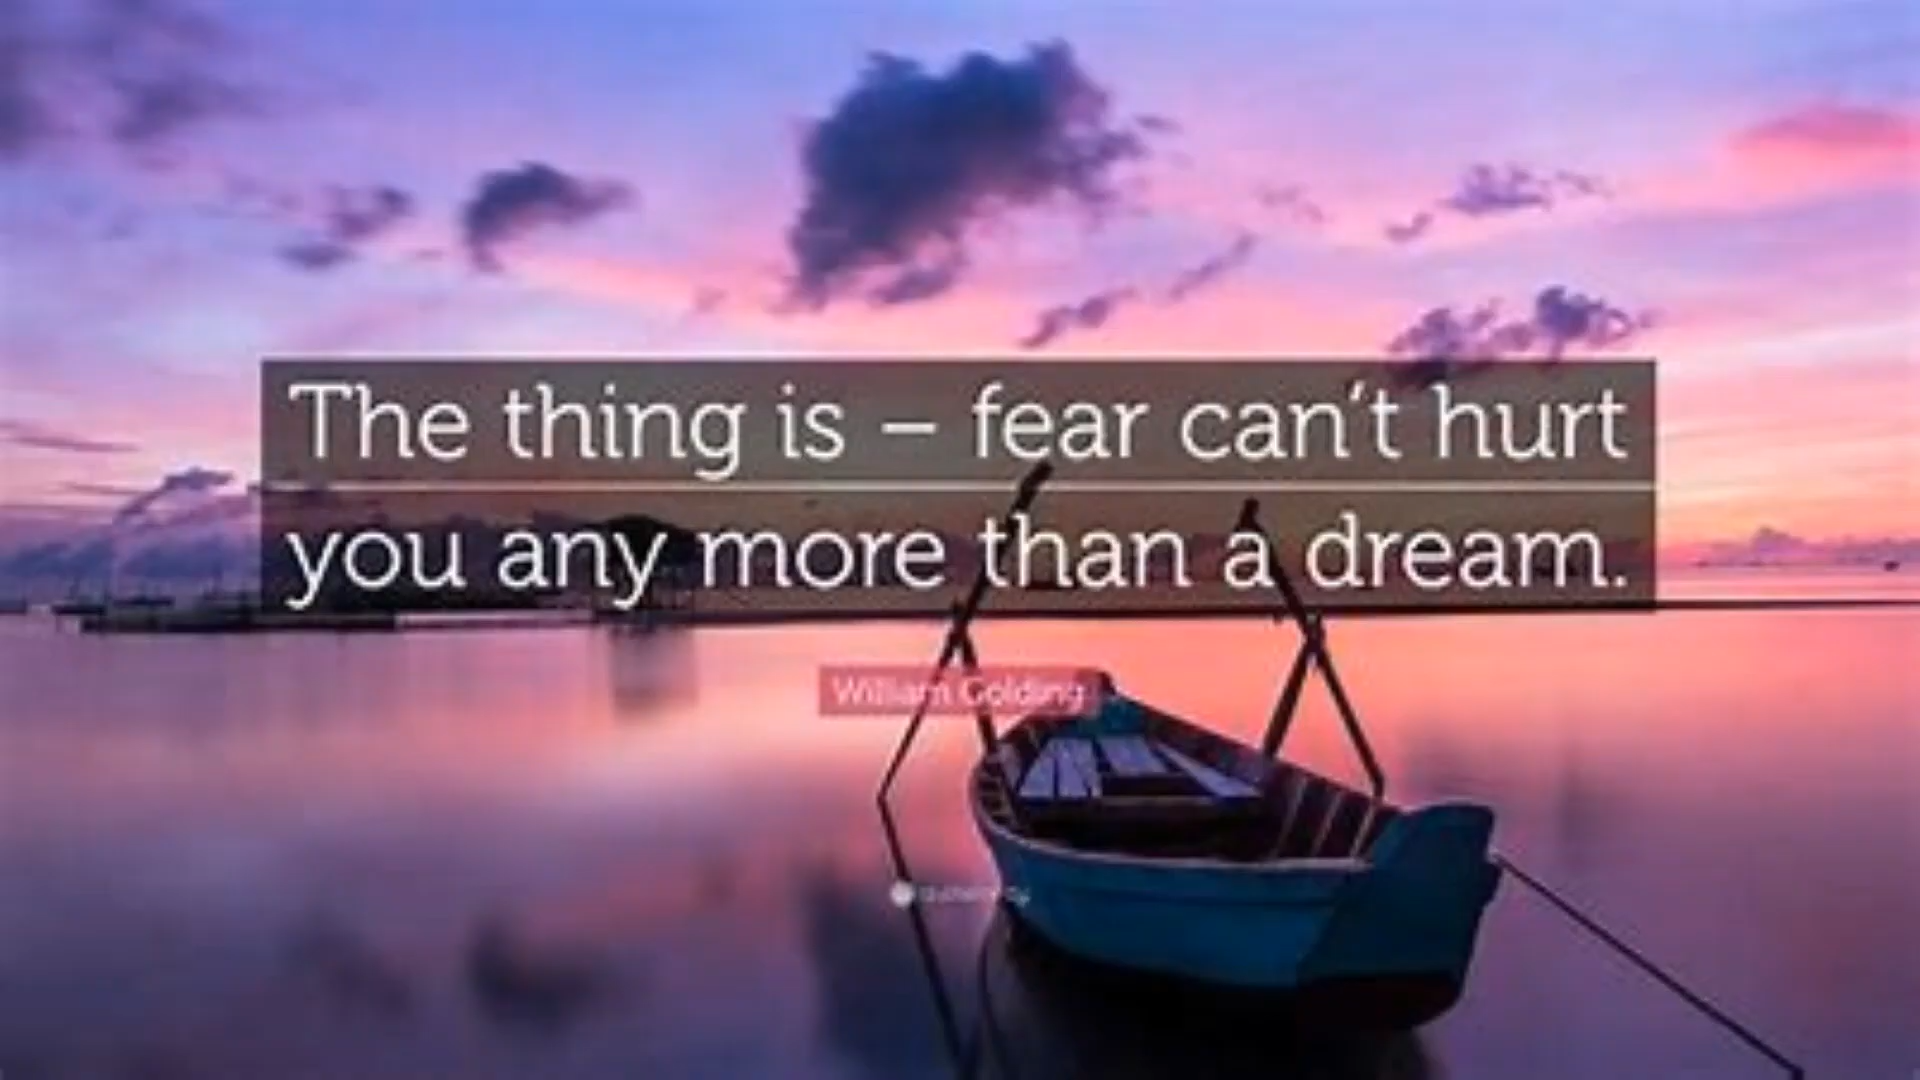 The thing is – fear can’t hurt
you any more than a dream.
William Golding